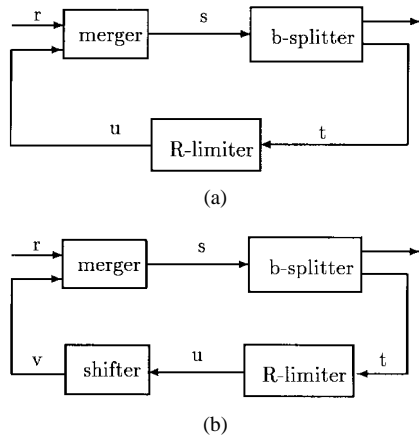 r
s
merger
b-splitter
u
t
R-limiter
(a)
r
s
merger
b-splitter
v
u
t
shifter
R-limiter
(b)